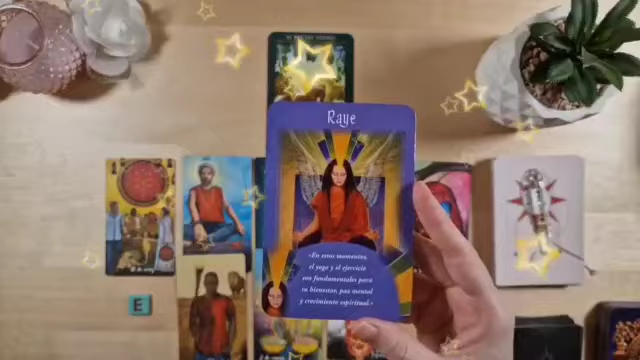 Raye
«En estos momentos,
el yoga y el ejercicio
son fundamentales para
tu bienestar, paz mental
y crecimiento espiritual.»
E